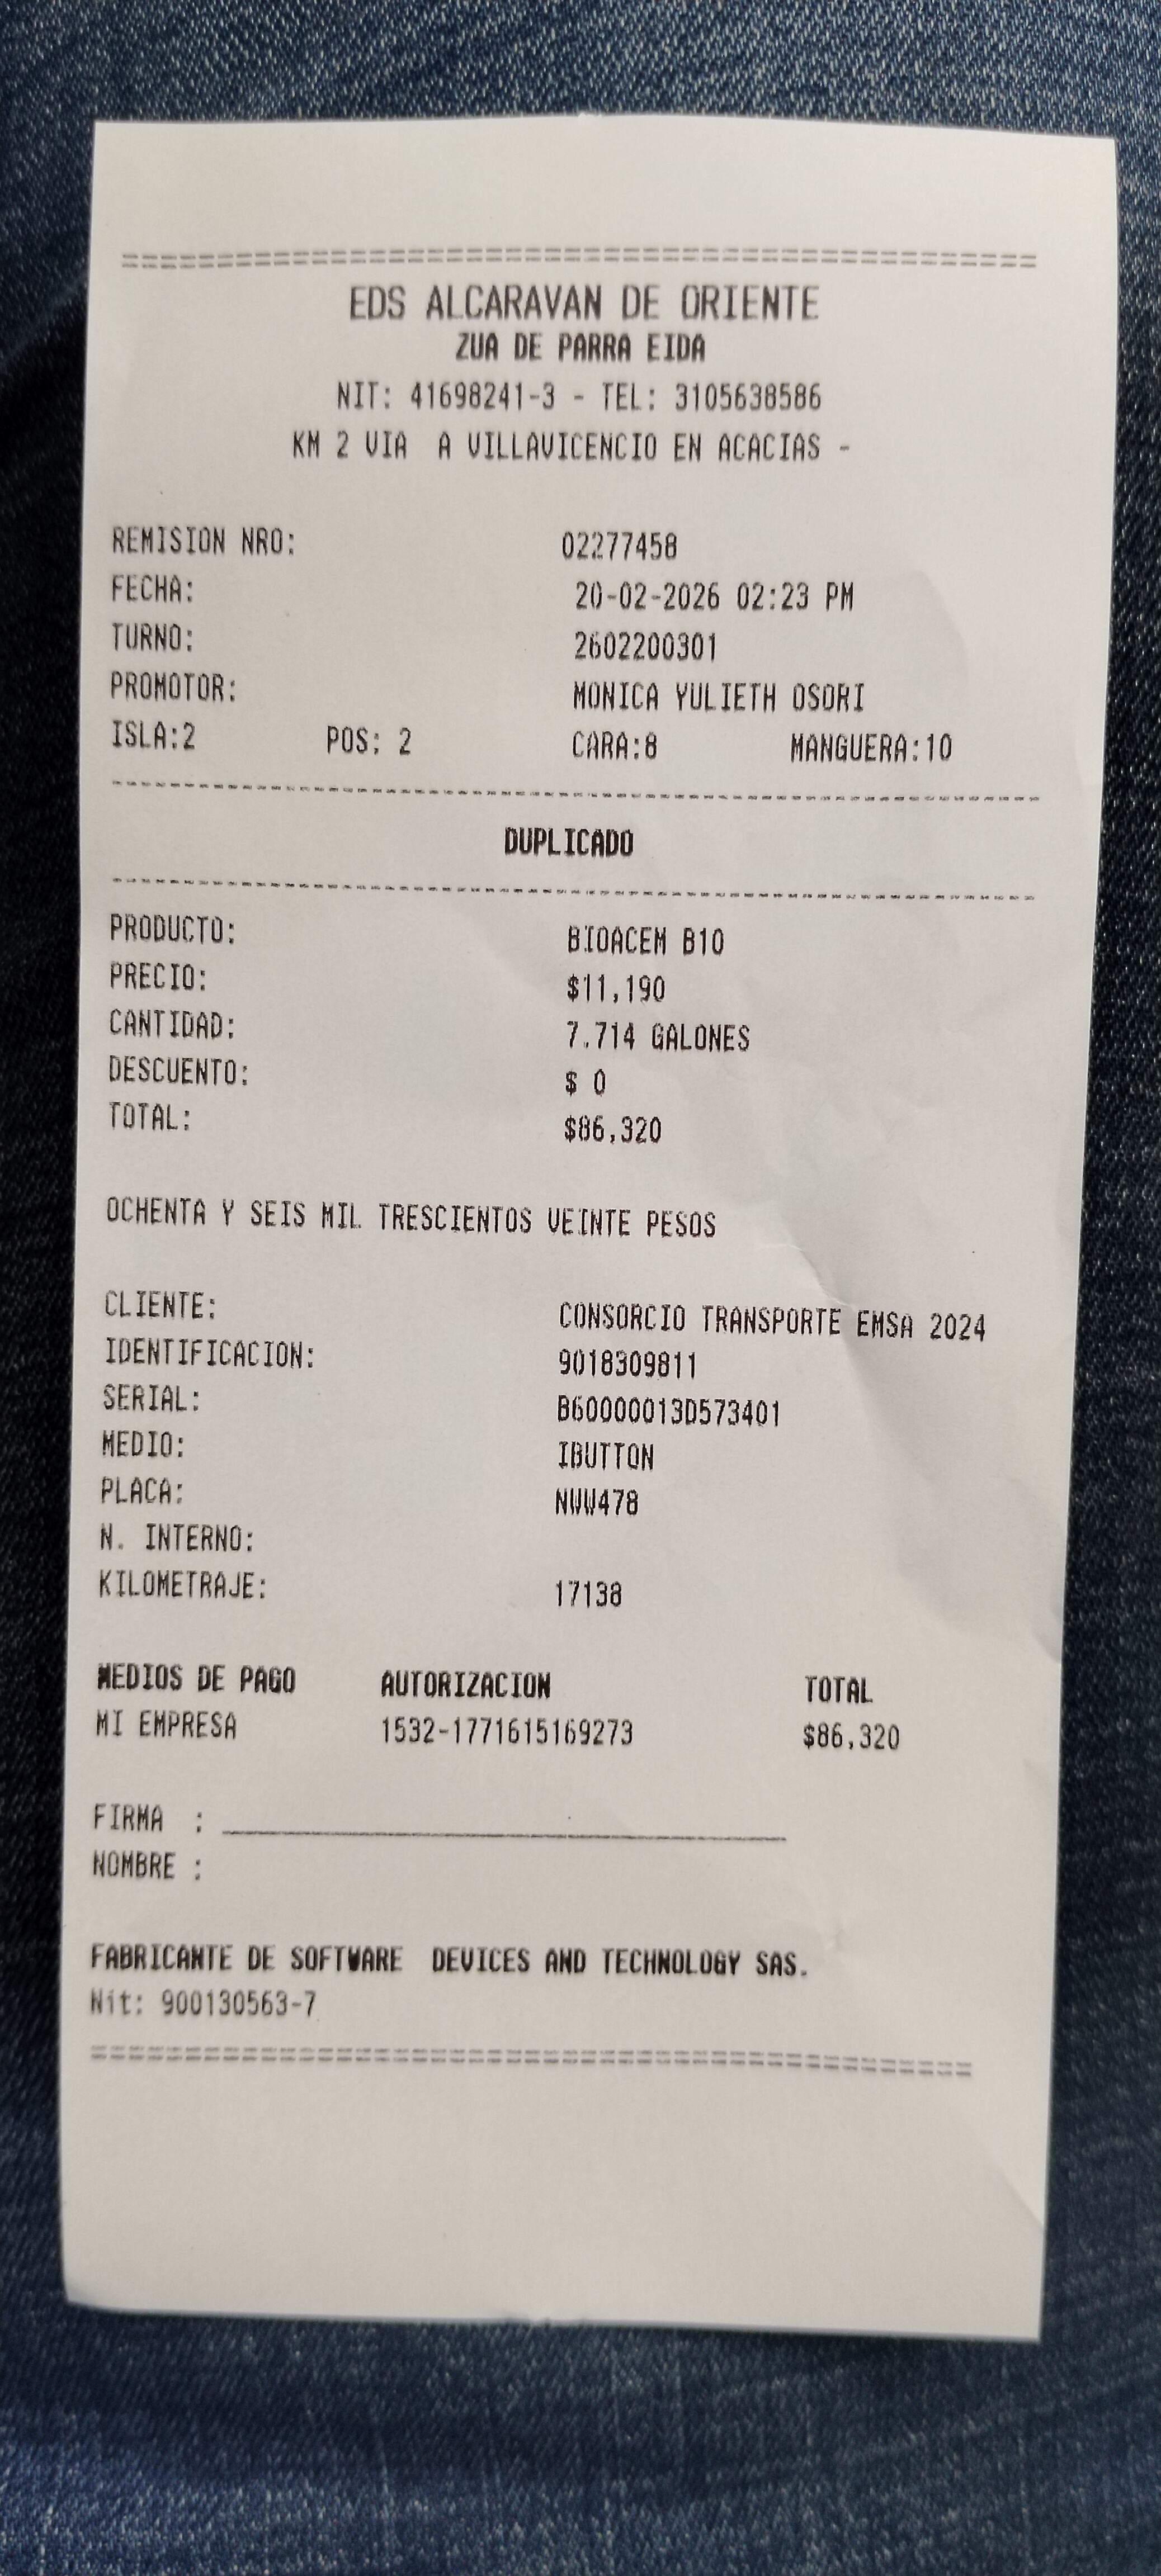 EDS ALCARAVAN DE ORIENTE
ZUA DE PARRA EIDA
NIT: 41698241-3 - TEL: 3105638586
KM 2 VIA A VILLAVICENCIO EN ACACIAS -
REMISION NRO: 02277458
FECHA: 20-02-2026 02:23 PM
TURNO: 2602200301
PROMOTOR: MONICA YULIETH OSORI
ISLA:2 POS: 2 CARA:8 MANGUERA:10
DUPLICADO
PRODUCTO: BIOACEM B10
PRECIO: $11,190
CANTIDAD: 7.714 GALONES
DESCUENTO: $ 0
TOTAL: $86,320
OCHENTA Y SEIS MIL TRESCIENTOS VEINTE PESOS
CLIENTE: CONSORCIO TRANSPORTE EMSA 2024
IDENTIFICACION: 9018309811
SERIAL: B60000013D573401
MEDIO: IBUTTON
PLACA: NWW478
N. INTERNO:
KILOMETRAJE: 17138
MEDIOS DE PAGO AUTORIZACION TOTAL
MI EMPRESA 1532-1771615169273 $86,320
FIRMA :
NOMBRE :
FABRICANTE DE SOFTWARE DEVICES AND TECHNOLOGY SAS.
Nit: 900130563-7